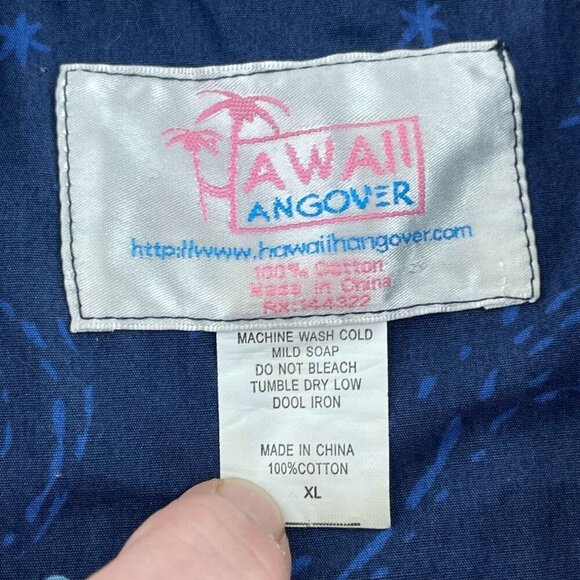 HAWAII
HANGOVER
http://www.hawaiihangover.com
100% Cotton
Made in China
RN:144322
MACHINE WASH COLD
MILD SOAP
DO NOT BLEACH
TUMBLE DRY LOW
DOOL IRON
MADE IN CHINA
100%COTTON
XL